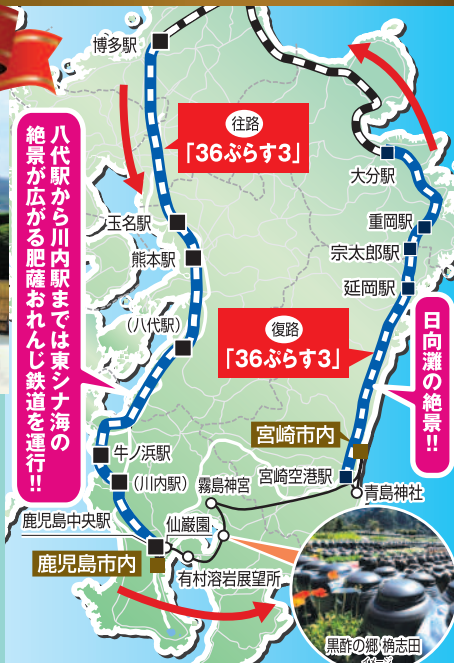 博多駅
往路
「36ぷらす3」
大分駅
八代駅から川内駅までは東シナ海の
絶景が広がる肥薩おれんじ鉄道を運行!!
玉名駅
熊本駅
重岡駅
宗太郎駅
延岡駅
(八代駅)
復路
「36ぷらす3」
日向灘の絶景!!
宮崎市内
牛ノ浜駅
(川内駅)
霧島神宮
宮崎空港駅
青島神社
鹿児島中央駅
仙巌園
鹿児島市内
有村溶岩展望所
黒酢の郷 桷志田
イメージ